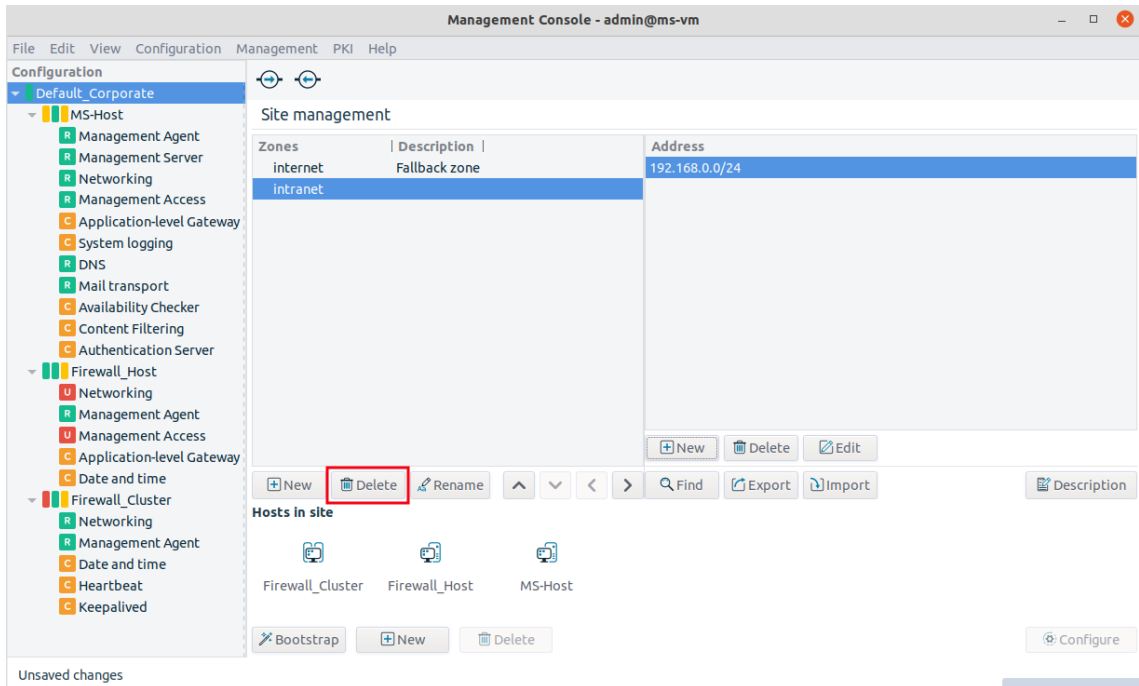 Management Console - admin@ms-vm
File Edit View Configuration Management PKI Help
Configuration
Default_Corporate
MS-Host
R Management Agent
R Management Server
R Networking
R Management Access
C Application-level Gateway
C System logging
R DNS
R Mail transport
C Availability Checker
C Content Filtering
C Authentication Server
Firewall_Host
U Networking
R Management Agent
U Management Access
C Application-level Gateway
C Date and time
Firewall_Cluster
R Networking
R Management Agent
C Date and time
C Heartbeat
C Keepalived
Site management
Zones | Description |
internet Fallback zone
intranet
Address
192.168.0.0/24
New Delete Edit
New Delete Rename Find Export Import Description
Hosts in site
Firewall_Cluster Firewall_Host MS-Host
Bootstrap New Delete Configure
Unsaved changes